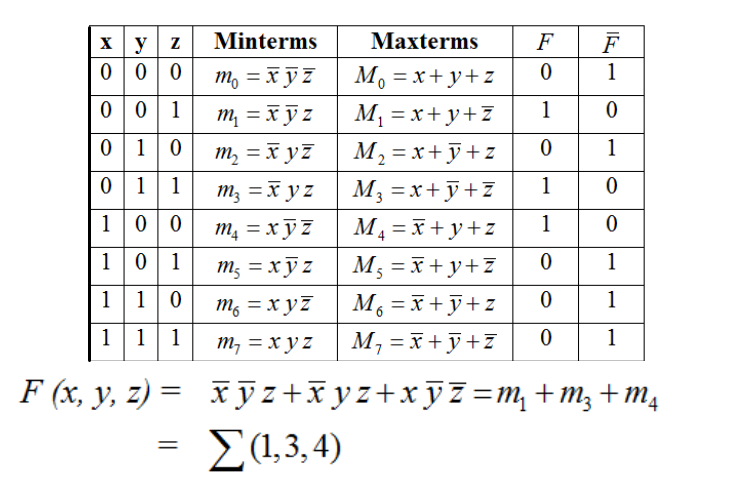 x y z Minterms Maxterms F F̅
0 0 0 m₀ = x̅ y̅ z̅ M₀ = x + y + z 0 1
0 0 1 m₁ = x̅ y̅ z M₁ = x + y + z̅ 1 0
0 1 0 m₂ = x̅ y z̅ M₂ = x + y̅ + z 0 1
0 1 1 m₃ = x̅ y z M₃ = x + y̅ + z̅ 1 0
1 0 0 m₄ = x y̅ z̅ M₄ = x̅ + y + z 1 0
1 0 1 m₅ = x y̅ z M₅ = x̅ + y + z̅ 0 1
1 1 0 m₆ = x y z̅ M₆ = x̅ + y̅ + z 0 1
1 1 1 m₇ = x y z M₇ = x̅ + y̅ + z̅ 0 1
F (x, y, z) = x̅ y̅ z + x̅ y z + x y̅ z̅ = m₁ + m₃ + m₄
= ∑(1,3,4)